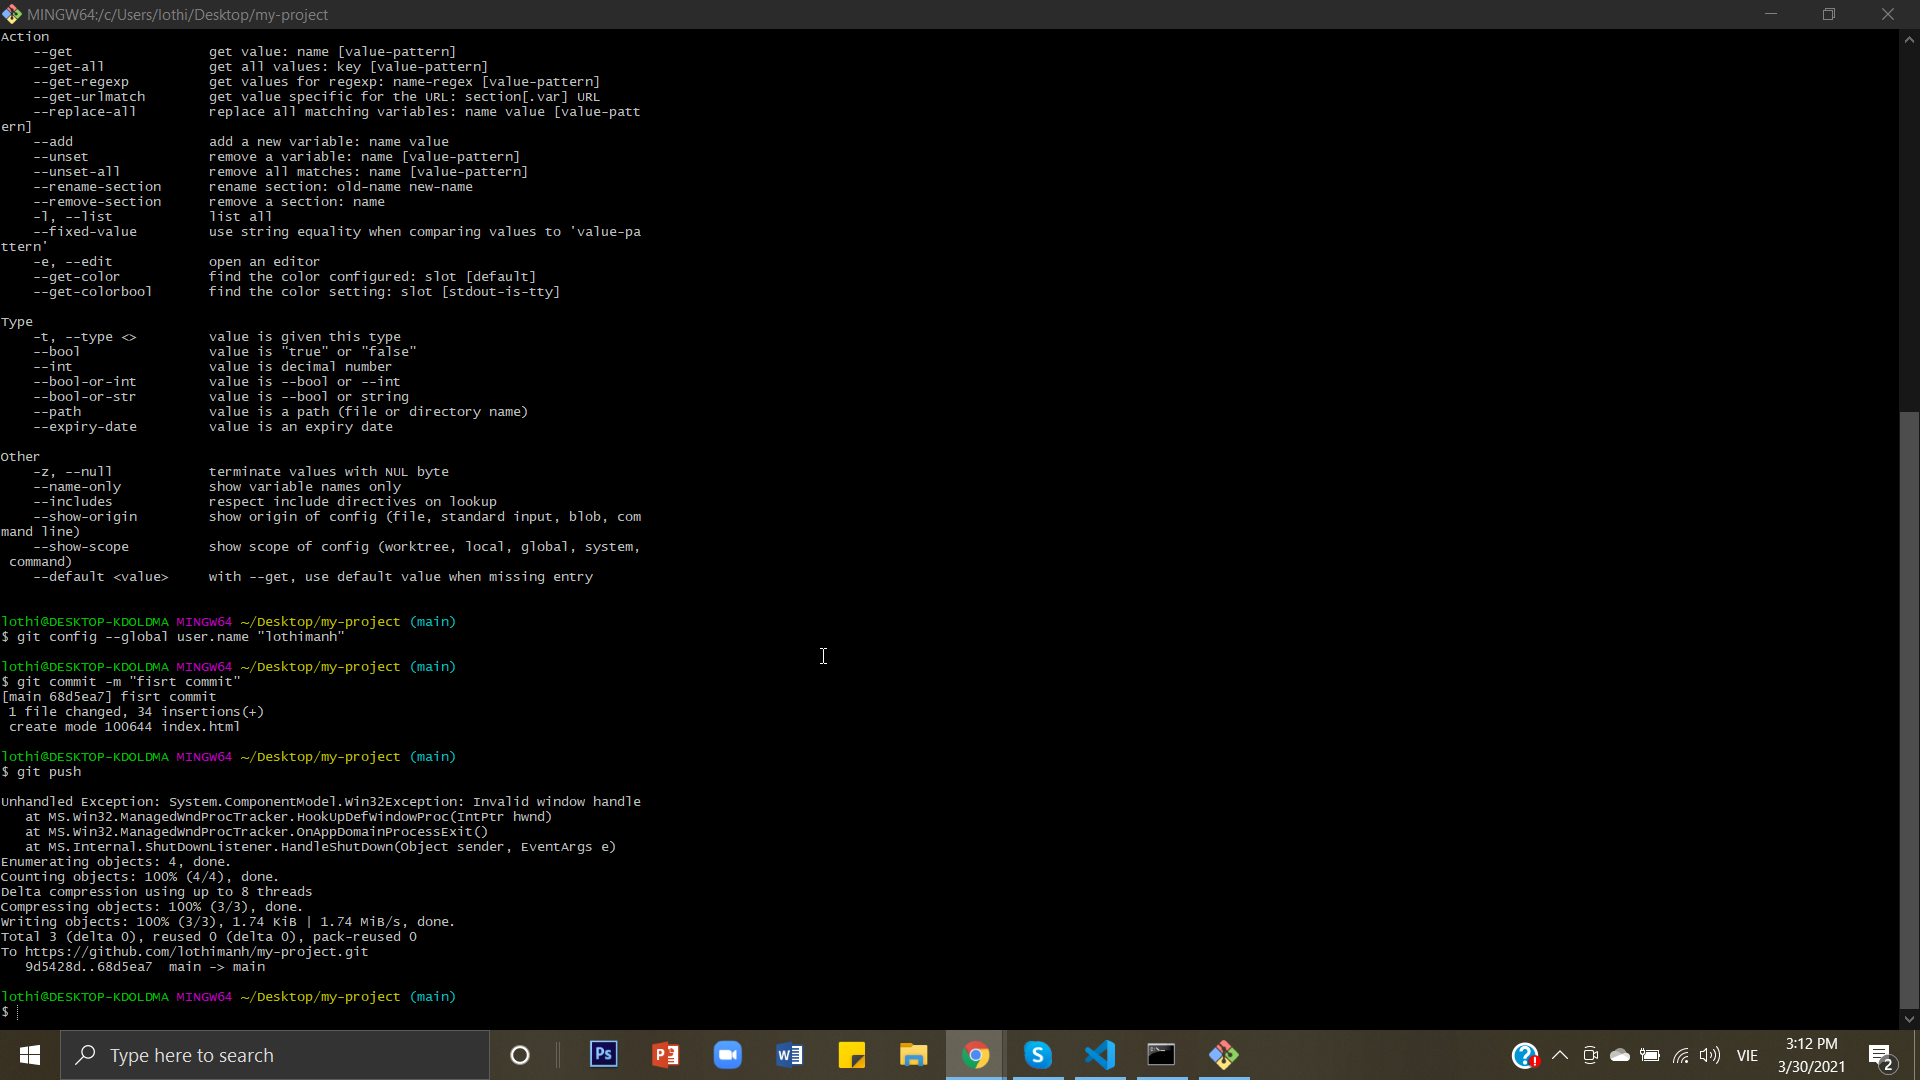 MINGW64:/c/Users/lothi/Desktop/my-project
Action
    --get                 get value: name [value-pattern]
    --get-all             get all values: key [value-pattern]
    --get-regexp          get values for regexp: name-regex [value-pattern]
    --get-urlmatch        get value specific for the URL: section[.var] URL
    --replace-all         replace all matching variables: name value [value-patt
ern]
    --add                 add a new variable: name value
    --unset               remove a variable: name [value-pattern]
    --unset-all           remove all matches: name [value-pattern]
    --rename-section      rename section: old-name new-name
    --remove-section      remove a section: name
    -l, --list            list all
    --fixed-value         use string equality when comparing values to 'value-pa
ttern'
    -e, --edit            open an editor
    --get-color           find the color configured: slot [default]
    --get-colorbool       find the color setting: slot [stdout-is-tty]
Type
    -t, --type <>         value is given this type
    --bool                value is "true" or "false"
    --int                 value is decimal number
    --bool-or-int         value is --bool or --int
    --bool-or-str         value is --bool or string
    --path                value is a path (file or directory name)
    --expiry-date         value is an expiry date
Other
    -z, --null            terminate values with NUL byte
    --name-only           show variable names only
    --includes            respect include directives on lookup
    --show-origin         show origin of config (file, standard input, blob, com
mand line)
    --show-scope          show scope of config (worktree, local, global, system,
 command)
    --default <value>     with --get, use default value when missing entry
lothi@DESKTOP-KDOLDMA MINGW64 ~/Desktop/my-project (main)
$ git config --global user.name "lothimanh"
lothi@DESKTOP-KDOLDMA MINGW64 ~/Desktop/my-project (main)
$ git commit -m "fisrt commit"
[main 68d5ea7] fisrt commit
 1 file changed, 34 insertions(+)
 create mode 100644 index.html
lothi@DESKTOP-KDOLDMA MINGW64 ~/Desktop/my-project (main)
$ git push
Unhandled Exception: System.ComponentModel.Win32Exception: Invalid window handle
   at MS.Win32.ManagedWndProcTracker.HookUpDefWindowProc(IntPtr hwnd)
   at MS.Win32.ManagedWndProcTracker.OnAppDomainProcessExit()
   at MS.Internal.ShutDownListener.HandleShutDown(Object sender, EventArgs e)
Enumerating objects: 4, done.
Counting objects: 100% (4/4), done.
Delta compression using up to 8 threads
Compressing objects: 100% (3/3), done.
Writing objects: 100% (3/3), 1.74 KiB | 1.74 MiB/s, done.
Total 3 (delta 0), reused 0 (delta 0), pack-reused 0
To https://github.com/lothimanh/my-project.git
   9d5428d..68d5ea7  main -> main
lothi@DESKTOP-KDOLDMA MINGW64 ~/Desktop/my-project (main)
$
Type here to search
Ps
VIE
3:12 PM
3/30/2021
2